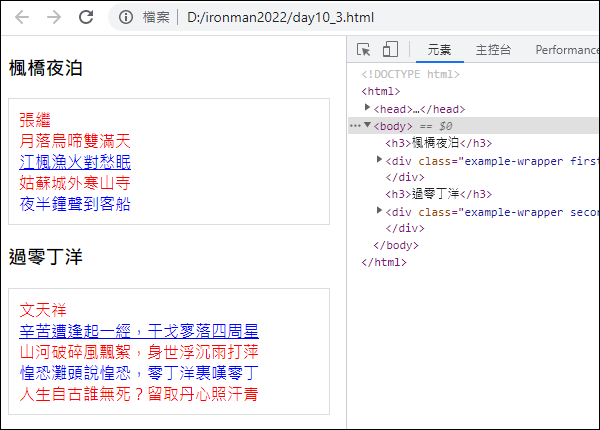 檔案 | D:/ironman2022/day10_3.html
楓橋夜泊
張繼
月落烏啼雙滿天
江楓漁火對愁眠
姑蘇城外寒山寺
夜半鐘聲到客船
過零丁洋
文天祥
辛苦遭逢起一經，干戈寥落四周星
山河破碎風飄絮，身世浮沉雨打萍
惶恐灘頭說惶恐，零丁洋裏嘆零丁
人生自古誰無死？留取丹心照汗青
元素 主控台 Performance
<!DOCTYPE html>
<html>
<head>…</head>
<body> == $0
<h3>楓橋夜泊</h3>
<div class="example-wrapper first
</div>
<h3>過零丁洋</h3>
<div class="example-wrapper secon
</div>
</body>
</html>